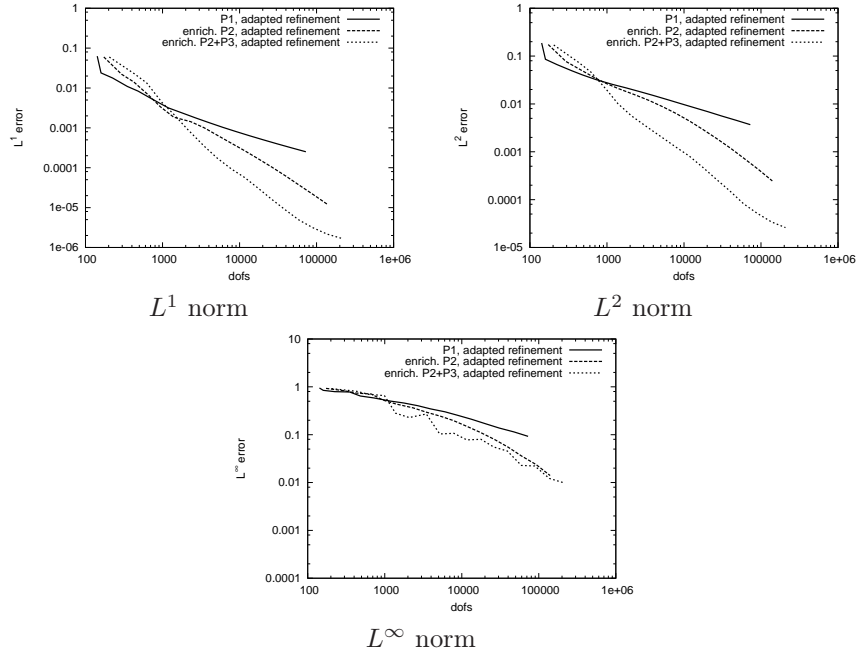 P1, adapted refinement
enrich. P2, adapted refinement
enrich. P2+P3, adapted refinement
1
0.1
0.01
0.001
0.0001
1e-05
1e-06
L^1 error
100
1000
10000
100000
1e+06
dofs
L^1 norm
P1, adapted refinement
enrich. P2, adapted refinement
enrich. P2+P3, adapted refinement
1
0.1
0.01
0.001
0.0001
1e-05
L^2 error
100
1000
10000
100000
1e+06
dofs
L^2 norm
P1, adapted refinement
enrich. P2, adapted refinement
enrich. P2+P3, adapted refinement
10
1
0.1
0.01
0.001
0.0001
L^∞ error
100
1000
10000
100000
1e+06
dofs
L^∞ norm